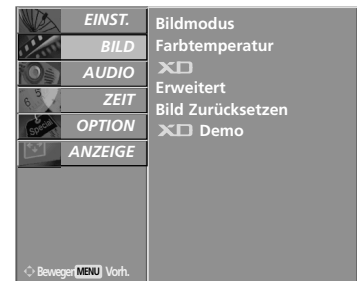 EINST.
BILD
AUDIO
ZEIT
OPTION
ANZEIGE
Bewegen MENU Vorh.
Bildmodus
Farbtemperatur
XD
Erweitert
Bild Zurücksetzen
XD Demo